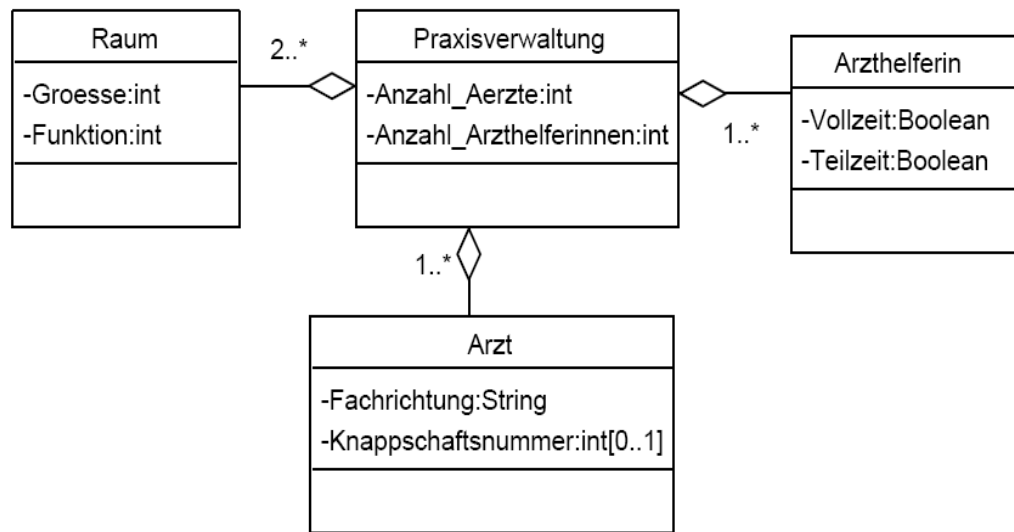 Raum
-Groesse:int
-Funktion:int
2..*
Praxisverwaltung
-Anzahl_Aerzte:int
-Anzahl_Arzthelferinnen:int
1..*
Arzthelferin
-Vollzeit:Boolean
-Teilzeit:Boolean
1..*
Arzt
-Fachrichtung:String
-Knappschaftsnummer:int[0..1]